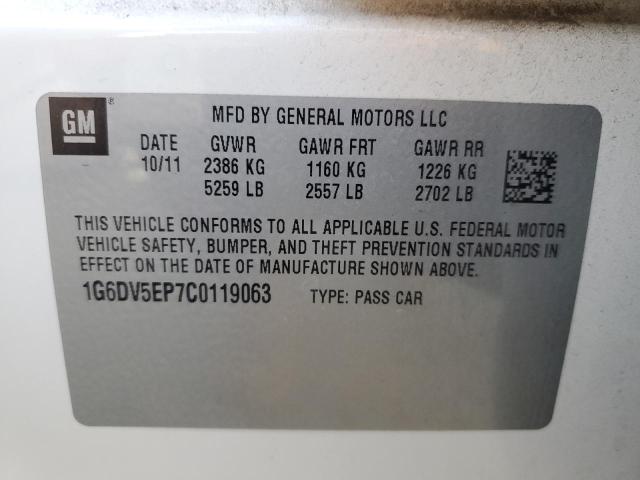 GM®
MFD BY GENERAL MOTORS LLC
DATE GVWR GAWR FRT GAWR RR
10/11 2386 KG 1160 KG 1226 KG
5259 LB 2557 LB 2702 LB
THIS VEHICLE CONFORMS TO ALL APPLICABLE U.S. FEDERAL MOTOR
VEHICLE SAFETY, BUMPER, AND THEFT PREVENTION STANDARDS IN
EFFECT ON THE DATE OF MANUFACTURE SHOWN ABOVE.
1G6DV5EP7C0119063 TYPE: PASS CAR